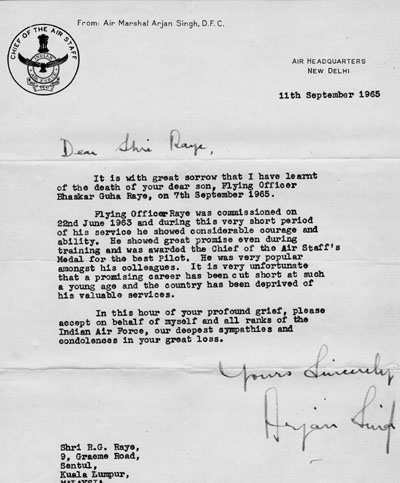 CHIEF OF THE AIR STAFF
From: Air Marshal Arjan Singh, D.F.C.
AIR HEADQUARTERS
NEW DELHI
11th September 1965
Dear Shri Raye,
It is with great sorrow that I have learnt
of the death of your dear son, Flying Officer
Bhaskar Guha Raye, on 7th September 1965.
Flying Officer Raye was commissioned on
22nd June 1963 and during this very short period
of his service he showed considerable courage and
ability. He showed great promise even during
training and was awarded the Chief of the Air Staff's
Medal for the best Pilot. He was very popular
amongst his colleagues. It is very unfortunate
that a promising career has been cut short at such
a young age and the country has been deprived of
his valuable services.
In this hour of your profound grief, please
accept on behalf of myself and all ranks of the
Indian Air Force, our deepest sympathies and
condolences in your great loss.
Yours Sincerely
Arjan Singh
Shri R.G. Raye,
9, Graeme Road,
Sentul,
Kuala Lumpur,
MALAYSIA